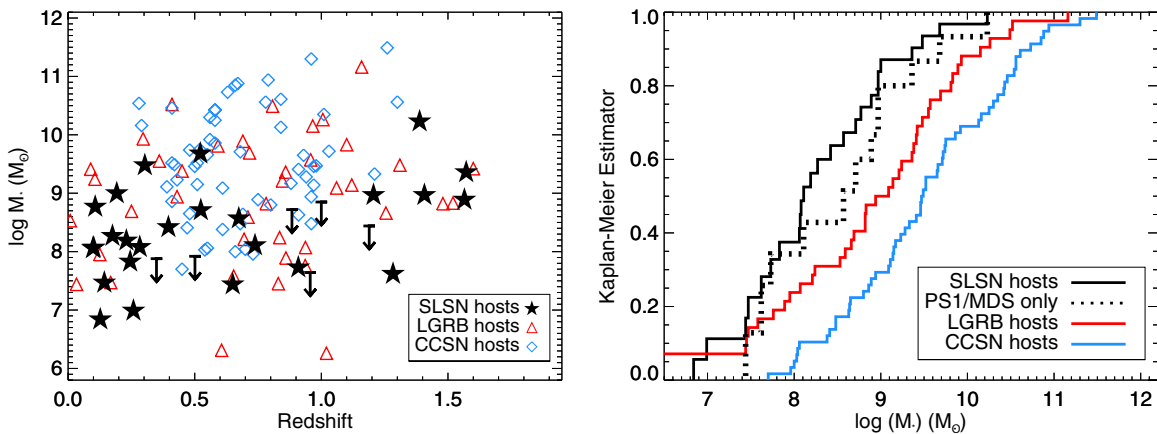 12
11
10
9
8
7
6
log M* (M⊙)
0.0 0.5 1.0 1.5
Redshift
SLSN hosts
LGRB hosts
CCSN hosts
1.0
0.8
0.6
0.4
0.2
0.0
Kaplan-Meier Estimator
7 8 9 10 11 12
log (M*) (M⊙)
SLSN hosts
PS1/MDS only
LGRB hosts
CCSN hosts